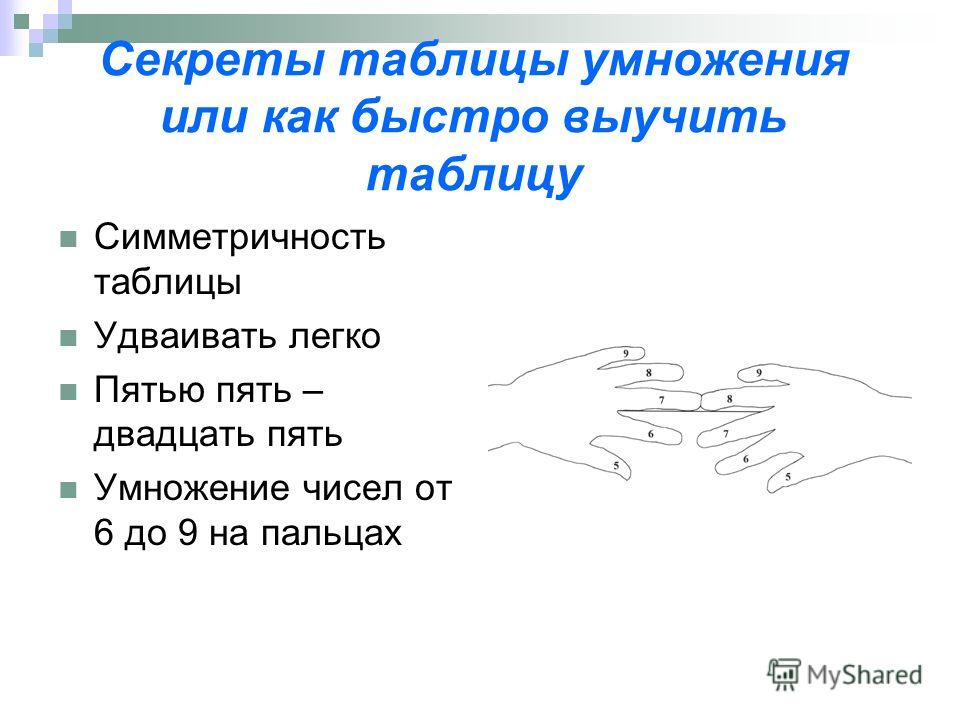 Секреты таблицы умножения
или как быстро выучить
таблицу
Симметричность
таблицы
Удваивать легко
Пятью пять –
двадцать пять
Умножение чисел от
6 до 9 на пальцах
9
8
7
6
5
9
8
7
6
5
MyShared